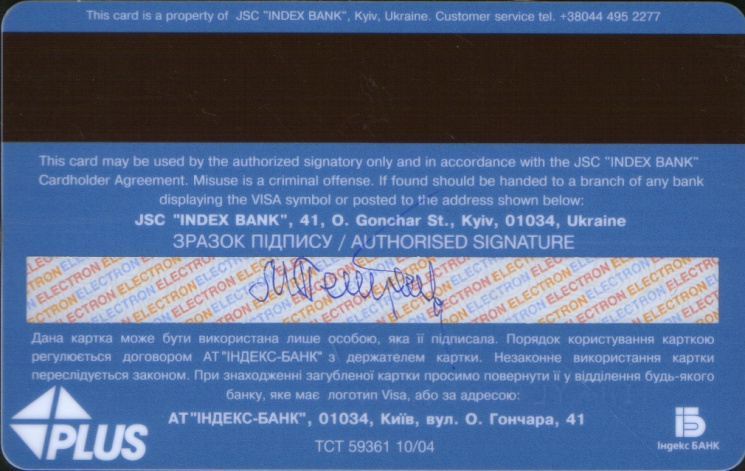 This card is a property of JSC "INDEX BANK", Kyiv, Ukraine. Customer service tel. +38044 495 2277
This card may be used by the authorized signatory only and in accordance with the JSC "INDEX BANK"
Cardholder Agreement. Misuse is a criminal offense. If found should be handed to a branch of any bank
displaying the VISA symbol or posted to the address shown below:
JSC "INDEX BANK", 41, O. Gonchar St., Kyiv, 01034, Ukraine
ЗРАЗОК ПІДПИСУ / AUTHORISED SIGNATURE
ELECTRON ELECTRON ELECTRON ELECTRON ELECTRON ELECTRON
Дана картка може бути використана лише особою, яка її підписала. Порядок користування карткою
регулюється договором АТ "ІНДЕКС-БАНК" з держателем картки. Незаконне використання картки
переслідується законом. При знаходженні загубленої картки просимо повернути її у відділення будь-якого
банку, яке має логотип Visa, або за адресою:
АТ "ІНДЕКС-БАНК", 01034, Київ, вул. О. Гончара, 41
PLUS
ТСТ 59361 10/04
Індекс БАНК